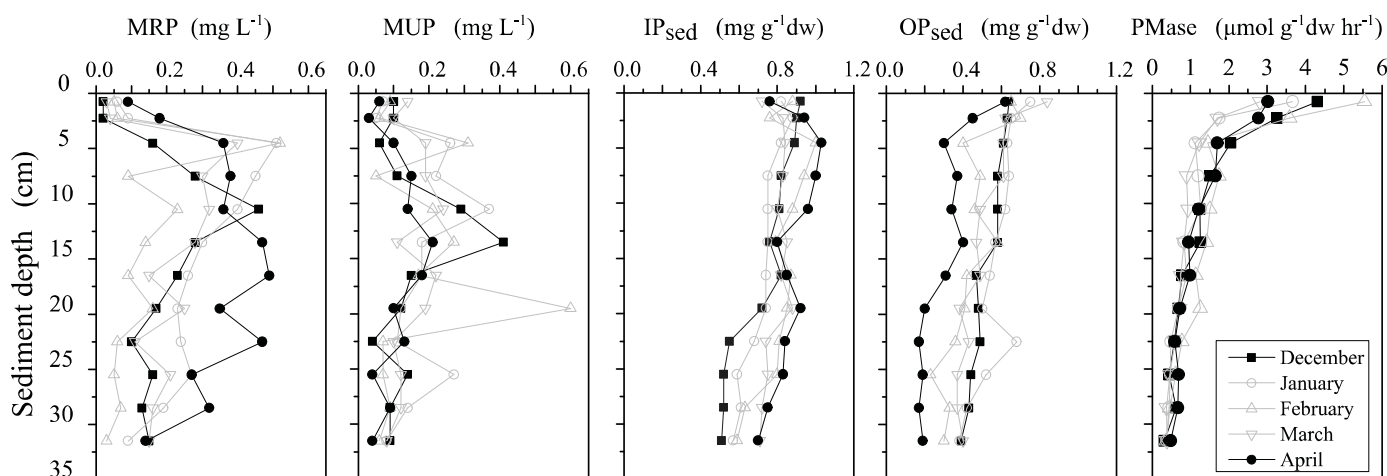 MRP (mg L⁻¹) MUP (mg L⁻¹) IPsed (mg g⁻¹dw) OPsed (mg g⁻¹dw) PMase (μmol g⁻¹dw hr⁻¹)
0.0 0.2 0.4 0.6 0.0 0.2 0.4 0.6 0.0 0.4 0.8 1.2 0.0 0.4 0.8 1.2 0 1 2 3 4 5 6
0
5
10
15
20
25
30
35
Sediment depth (cm)
December
January
February
March
April